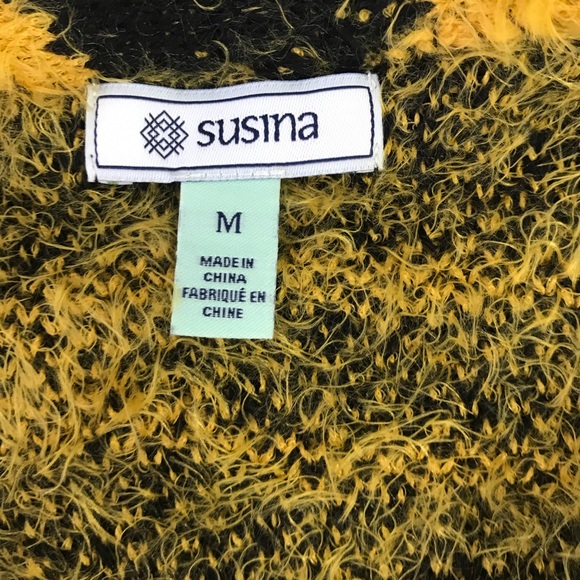 susina
M
MADE IN
CHINA
FABRIQUÉ EN
CHINE